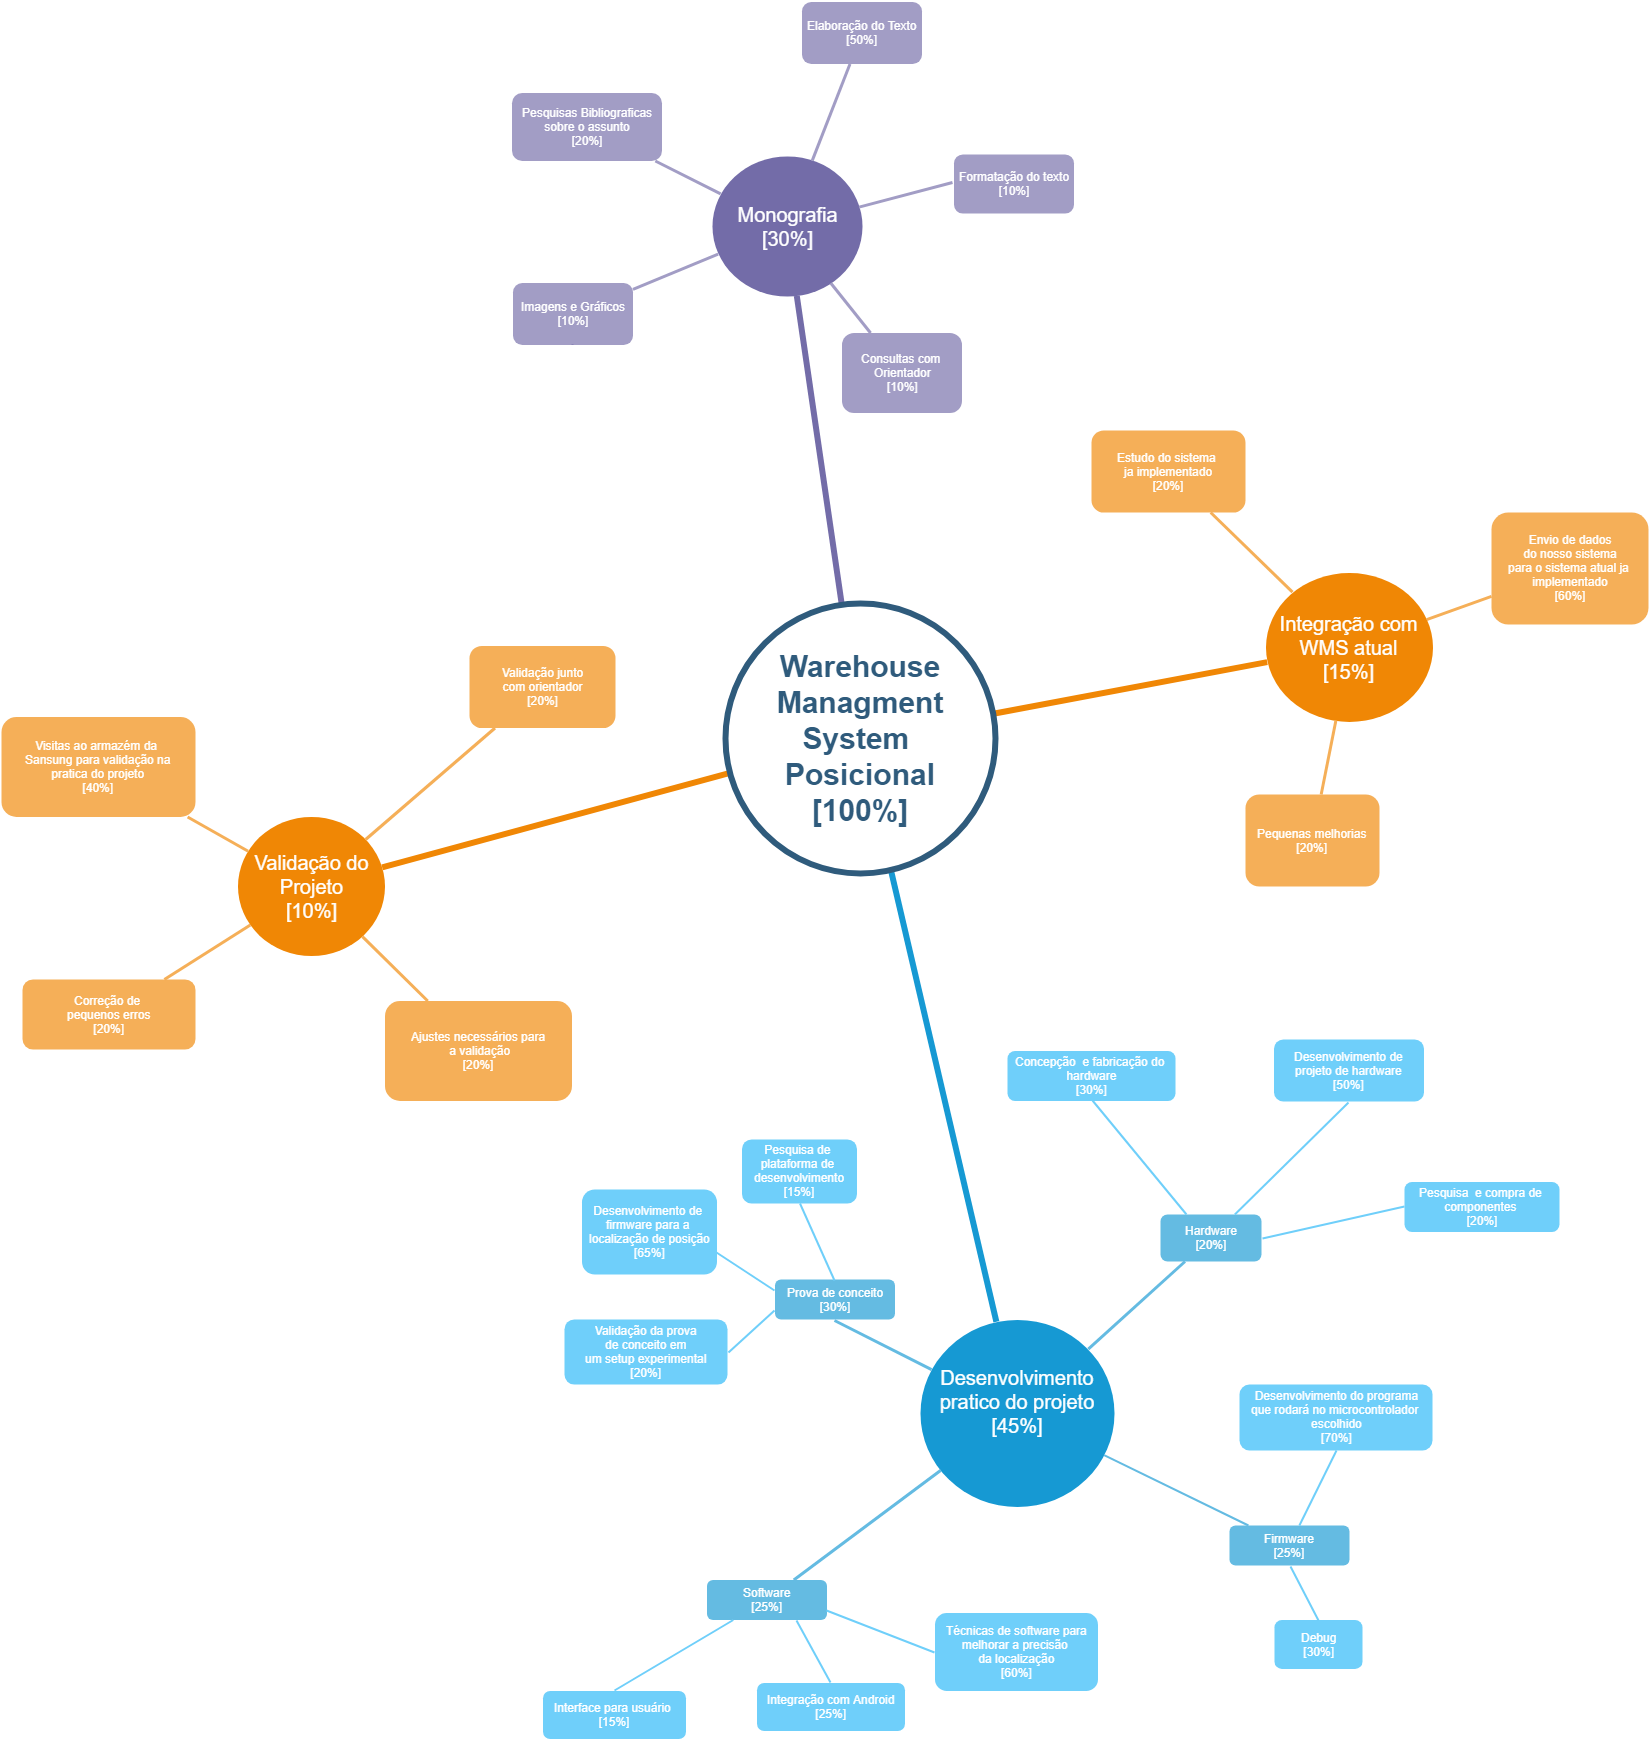 Elaboração do Texto
[50%]
Pesquisas Bibliograficas
sobre o assunto
[20%]
Formatação do texto
[10%]
Monografia
[30%]
Imagens e Gráficos
[10%]
Consultas com
Orientador
[10%]
Estudo do sistema
ja implementado
[20%]
Envio de dados
do nosso sistema
para o sistema atual ja
implementado
[60%]
Integração com
WMS atual
[15%]
Pequenas melhorias
[20%]
Warehouse
Managment
System
Posicional
[100%]
Validação junto
com orientador
[20%]
Visitas ao armazém da
Sansung para validação na
pratica do projeto
[40%]
Validação do
Projeto
[10%]
Correção de
pequenos erros
[20%]
Ajustes necessários para
a validação
[20%]
Concepção  e fabricação do
hardware
[30%]
Desenvolvimento de
projeto de hardware
[50%]
Pesquisa  e compra de
componentes
[20%]
Hardware
[20%]
Pesquisa de
plataforma de
desenvolvimento
[15%]
Desenvolvimento de
firmware para a
localização de posição
[65%]
Prova de conceito
[30%]
Validação da prova
de conceito em
um setup experimental
[20%]
Desenvolvimento
pratico do projeto
[45%]
Desenvolvimento do programa
que rodará no microcontrolador
escolhido
[70%]
Firmware
[25%]
Debug
[30%]
Software
[25%]
Técnicas de software para
melhorar a precisão
da localização
[60%]
Integração com Android
[25%]
Interface para usuário
[15%]